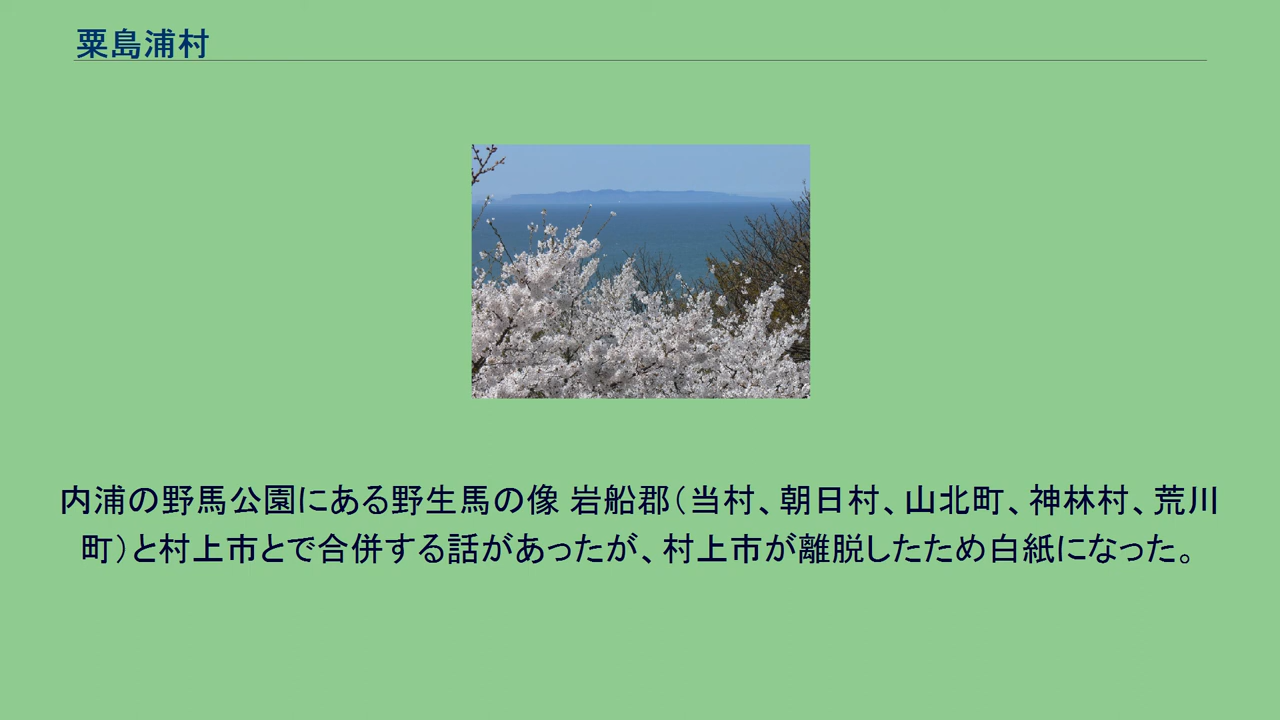 粟島浦村
内浦の野馬公園にある野生馬の像 岩船郡（当村、朝日村、山北町、神林村、荒川
町）と村上市とで合併する話があったが、村上市が離脱したため白紙になった。